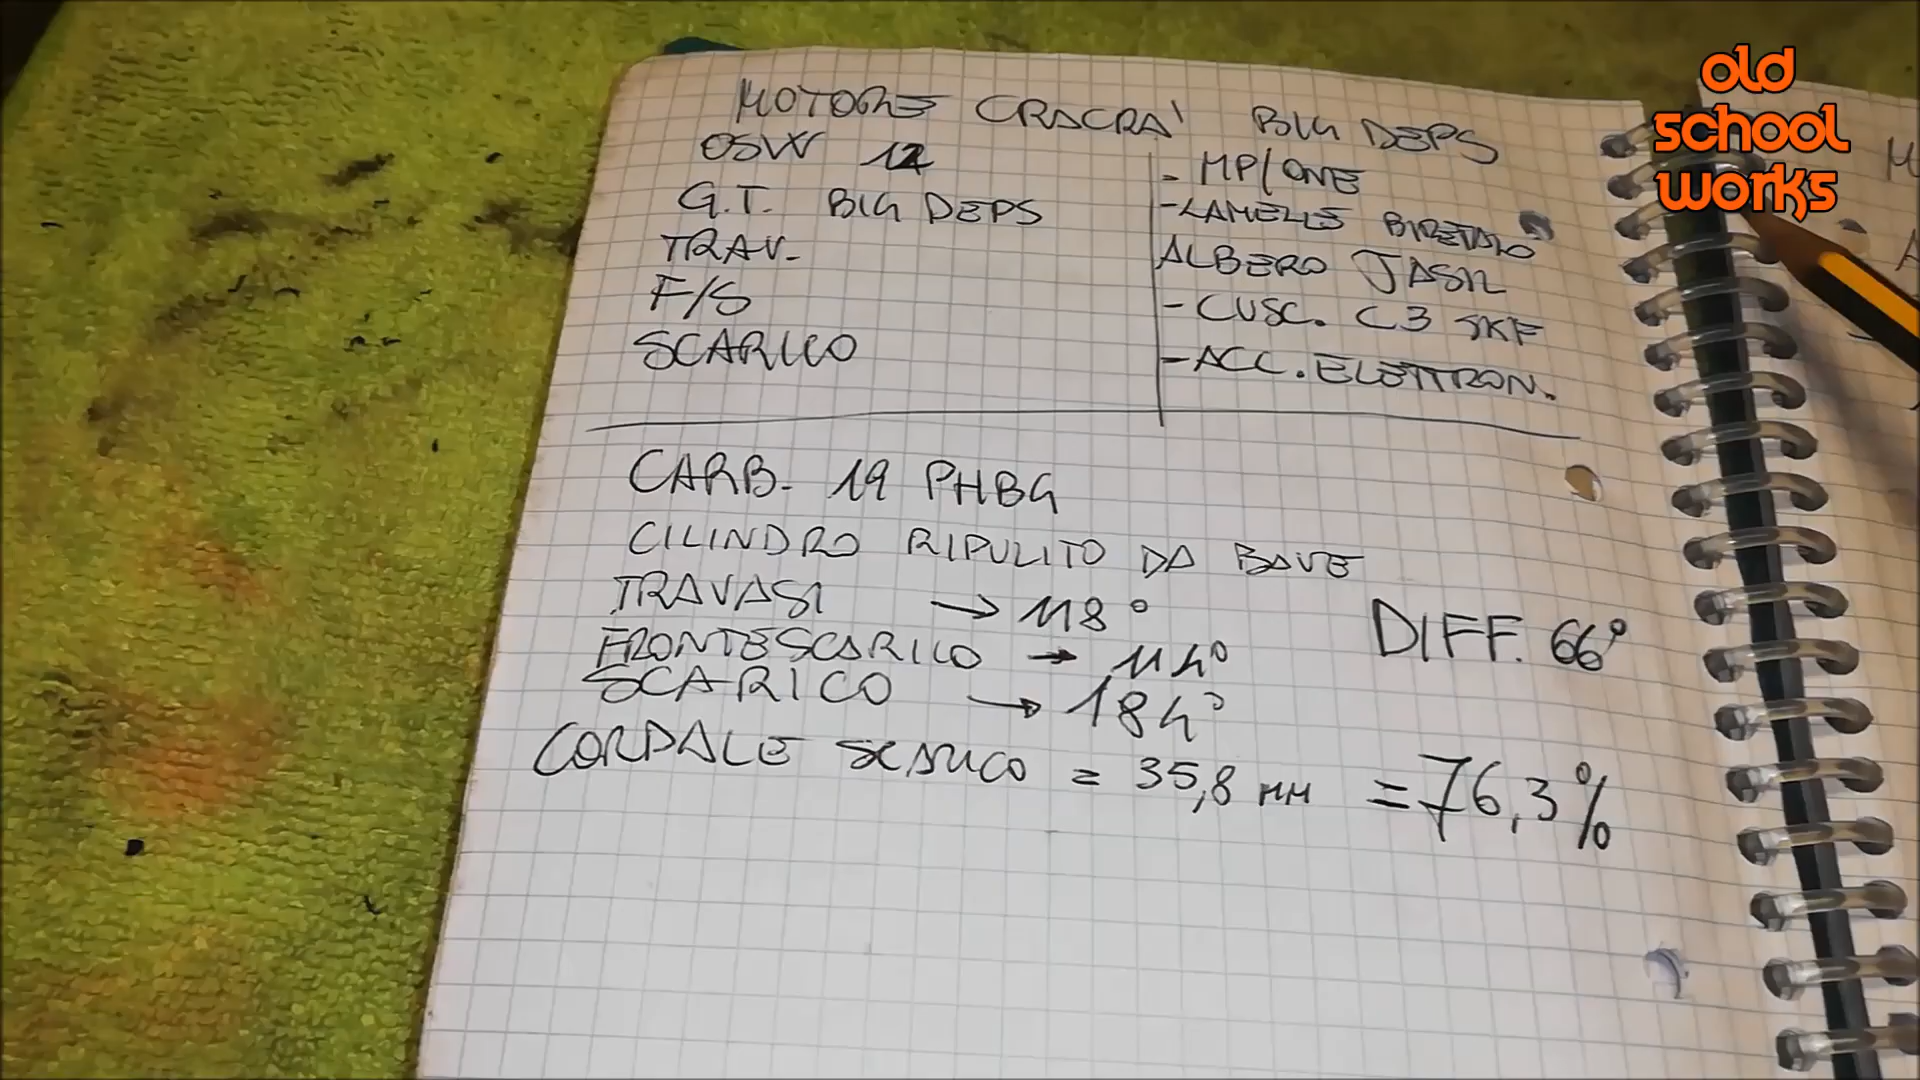 MOTORE CRACRA' BIG DEPS
OSW 12
G.T. BIG DEPS
TRAV.
F/S
SCARICO
- MP/ONE
- LAMELLE BIPETALO
ALBERO JASIL
- CUSC. C3 SKF
- ACC. ELETTRON.
CARB. 19 PHBG
CILINDRO RIPULITO DA BAVE
TRAVASI → 118°
FRONTESCARICO → 114°
SCARICO → 184°
DIFF. 66°
CORDALE SCARICO = 35,8 MM = 76,3%
old
school
works